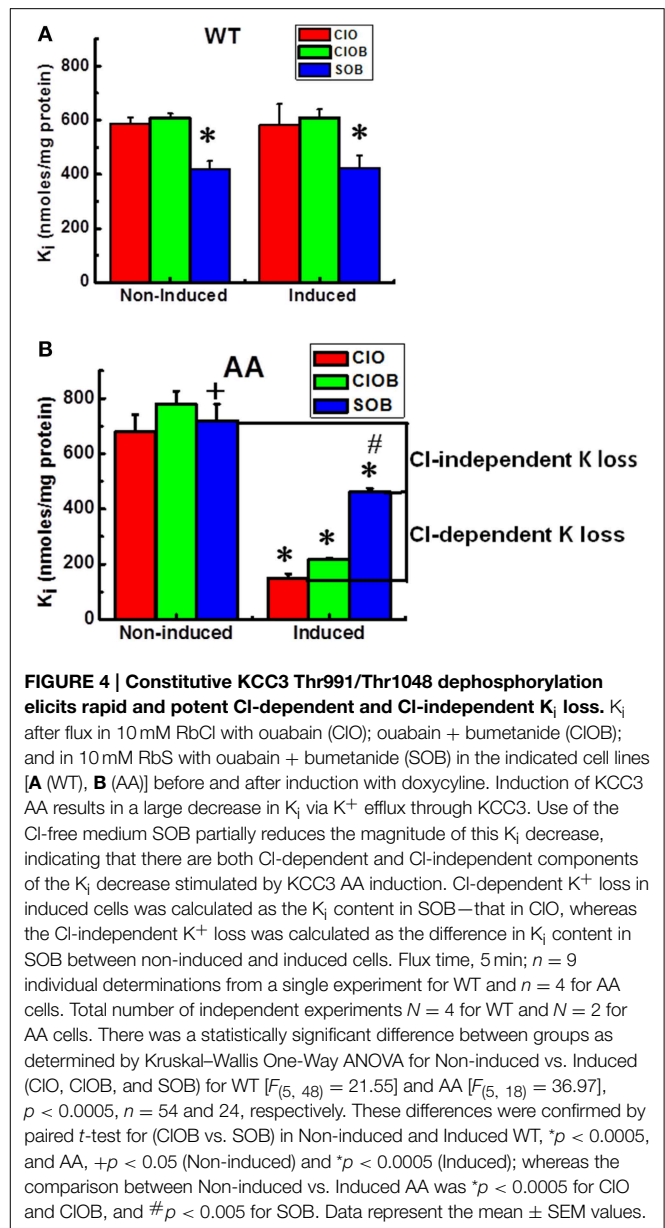 A
WT
ClO
ClOB
SOB
K_i (nmoles/mg protein)
800
600
400
200
0
*
*
Non-Induced
Induced
B
AA
ClO
ClOB
SOB
K_i (nmoles/mg protein)
800
600
400
200
0
+
#
*
*
*
Cl-independent K loss
Cl-dependent K loss
Non-induced
Induced
FIGURE 4 | Constitutive KCC3 Thr991/Thr1048 dephosphorylation
elicits rapid and potent Cl-dependent and Cl-independent K_i loss. K_i
after flux in 10 mM RbCl with ouabain (ClO); ouabain + bumetanide (ClOB);
and in 10 mM RbS with ouabain + bumetanide (SOB) in the indicated cell lines
[A (WT), B (AA)] before and after induction with doxycyline. Induction of KCC3
AA results in a large decrease in K_i via K⁺ efflux through KCC3. Use of the
Cl-free medium SOB partially reduces the magnitude of this K_i decrease,
indicating that there are both Cl-dependent and Cl-independent components
of the K_i decrease stimulated by KCC3 AA induction. Cl-dependent K⁺ loss in
induced cells was calculated as the K_i content in SOB—that in ClO, whereas
the Cl-independent K⁺ loss was calculated as the difference in K_i content in
SOB between non-induced and induced cells. Flux time, 5 min; n = 9
individual determinations from a single experiment for WT and n = 4 for AA
cells. Total number of independent experiments N = 4 for WT and N = 2 for
AA cells. There was a statistically significant difference between groups as
determined by Kruskal–Wallis One-Way ANOVA for Non-induced vs. Induced
(ClO, ClOB, and SOB) for WT [F(5, 48) = 21.55] and AA [F(5, 18) = 36.97],
p < 0.0005, n = 54 and 24, respectively. These differences were confirmed by
paired t-test for (ClOB vs. SOB) in Non-induced and Induced WT, *p < 0.0005,
and AA, +p < 0.05 (Non-induced) and *p < 0.0005 (Induced); whereas the
comparison between Non-induced vs. Induced AA was *p < 0.0005 for ClO
and ClOB, and #p < 0.005 for SOB. Data represent the mean ± SEM values.